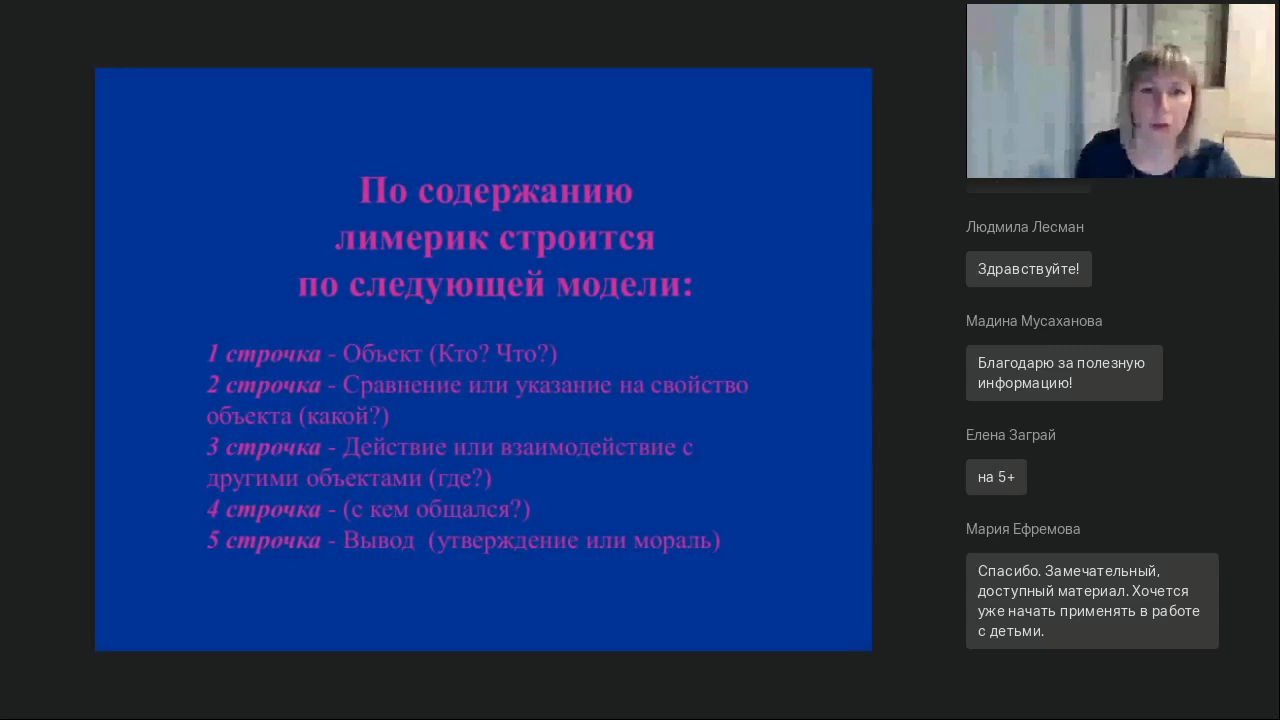 По содержанию
лимерик строится
по следующей модели:
1 строчка - Объект (Кто? Что?)
2 строчка - Сравнение или указание на свойство
объекта (какой?)
3 строчка - Действие или взаимодействие с
другими объектами (где?)
4 строчка - (с кем общался?)
5 строчка - Вывод (утверждение или мораль)
Людмила Лесман
Здравствуйте!
Мадина Мусаханова
Благодарю за полезную
информацию!
Елена Заграй
на 5+
Мария Ефремова
Спасибо. Замечательный,
доступный материал. Хочется
уже начать применять в работе
с детьми.